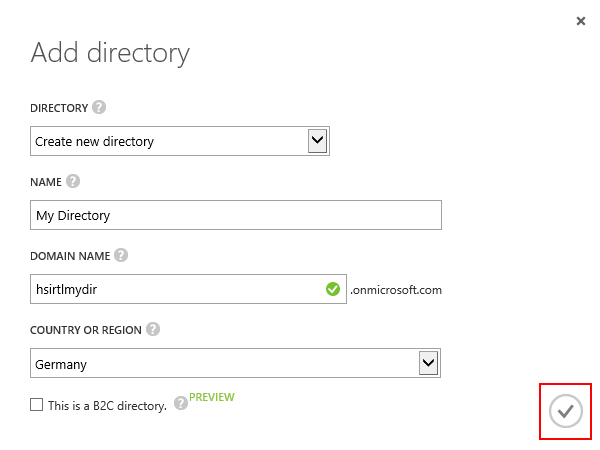 Add directory
DIRECTORY ?
Create new directory
NAME ?
My Directory
DOMAIN NAME ?
hsirtlmydir .onmicrosoft.com
COUNTRY OR REGION ?
Germany
This is a B2C directory. ? PREVIEW